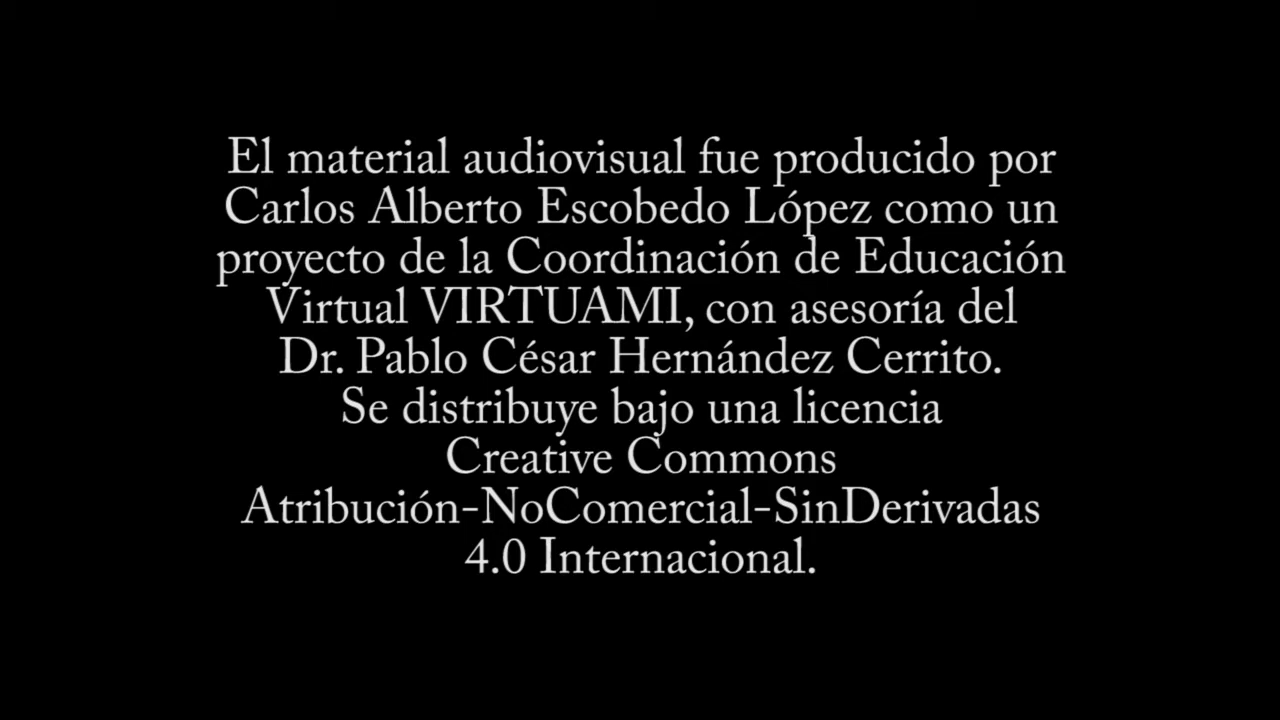 El material audiovisual fue producido por
Carlos Alberto Escobedo López como un
proyecto de la Coordinación de Educación
Virtual VIRTUAMI, con asesoría del
Dr. Pablo César Hernández Cerrito.
Se distribuye bajo una licencia
Creative Commons
Atribución-NoComercial-SinDerivadas
4.0 Internacional.